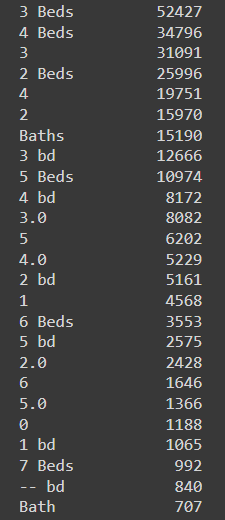 3 Beds 52427
4 Beds 34796
3 31091
2 Beds 25996
4 19751
2 15970
Baths 15190
3 bd 12666
5 Beds 10974
4 bd 8172
3.0 8082
5 6202
4.0 5229
2 bd 5161
1 4568
6 Beds 3553
5 bd 2575
2.0 2428
6 1646
5.0 1366
0 1188
1 bd 1065
7 Beds 992
-- bd 840
Bath 707